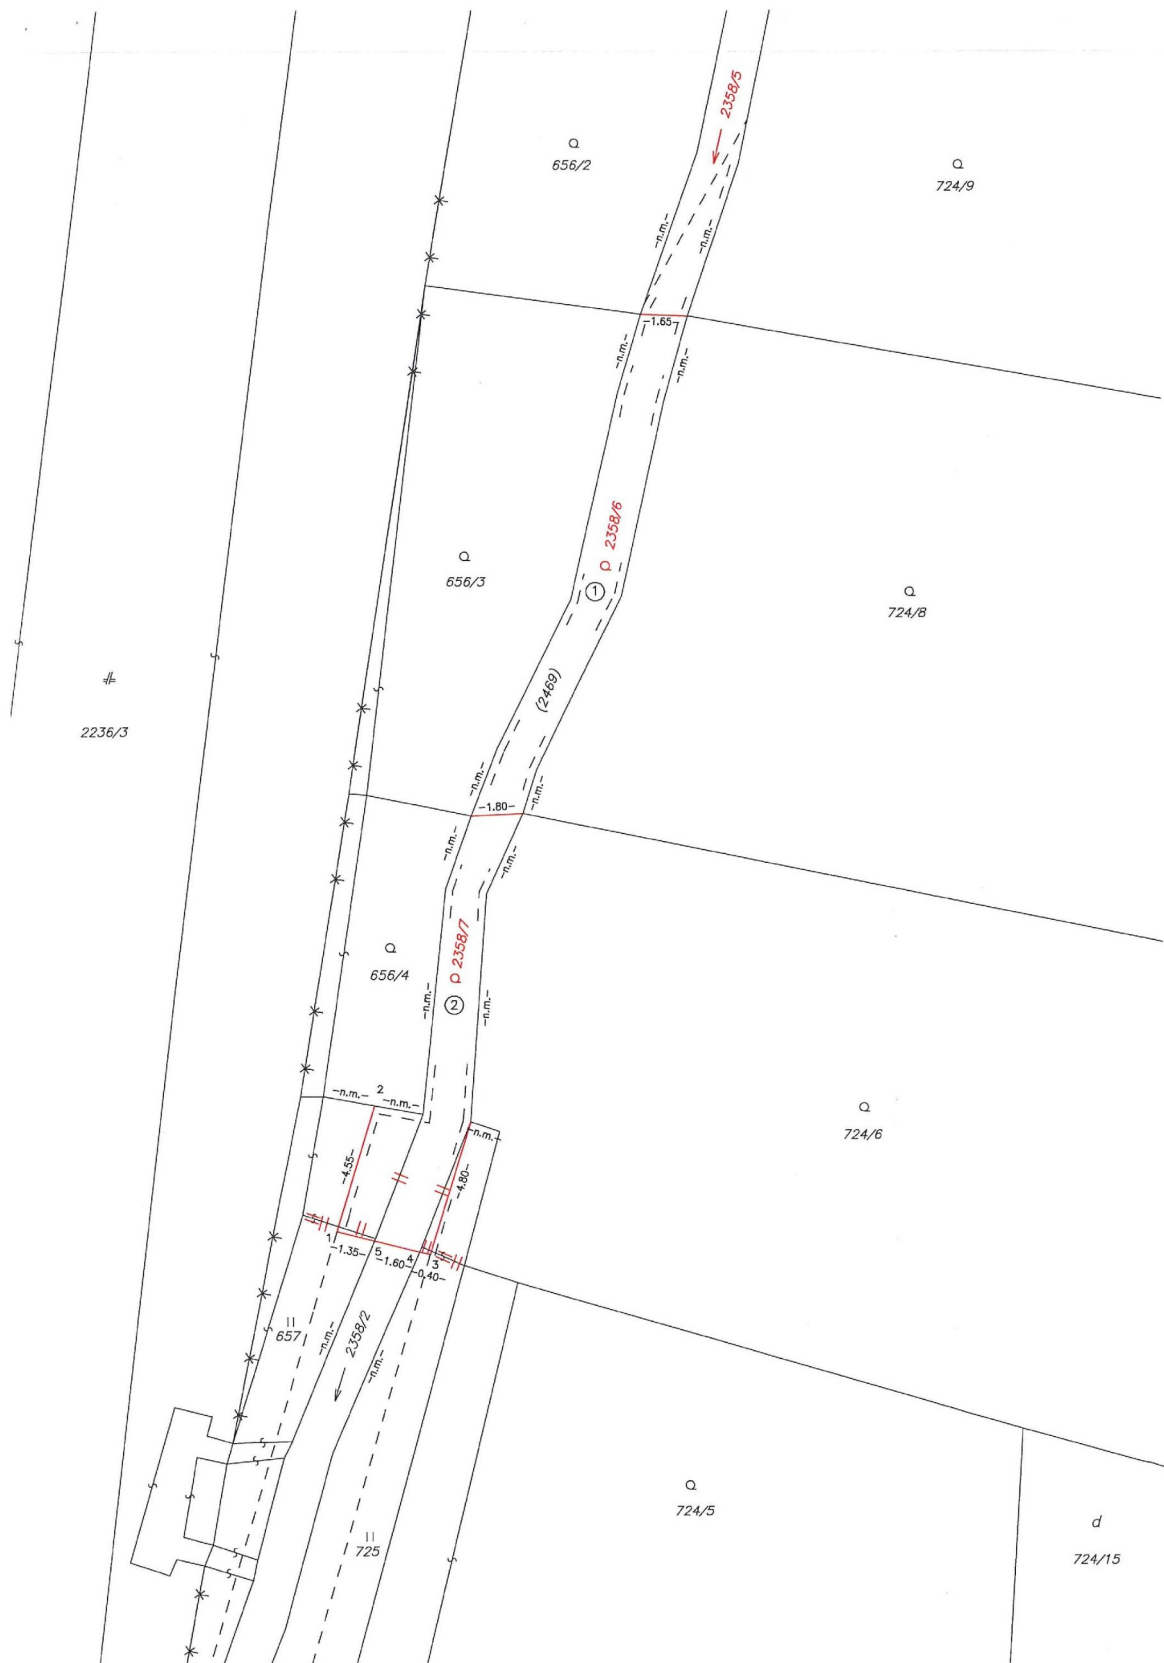 2358/5
656/2
724/9
-n.m.-
-n.m.-
-1.65-
-n.m.-
-n.m.-
2358/6
656/3
1
724/8
(2469)
2236/3
-n.m.-
-n.m.-
-1.80-
-n.m.-
-n.m.-
2358/7
656/4
-n.m.-
2
-n.m.-
-n.m.-
2
-n.m.-
724/6
-n.m.-
-4.55-
-4.80-
1
5
4
3
-1.35-
-1.60-
-0.40-
657
-n.m.-
2358/2
-n.m.-
724/5
725
d
724/15